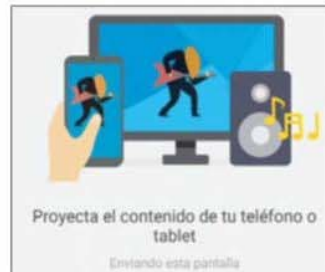 Proyecta el contenido de tu teléfono o
tablet
Enviando esta pantalla